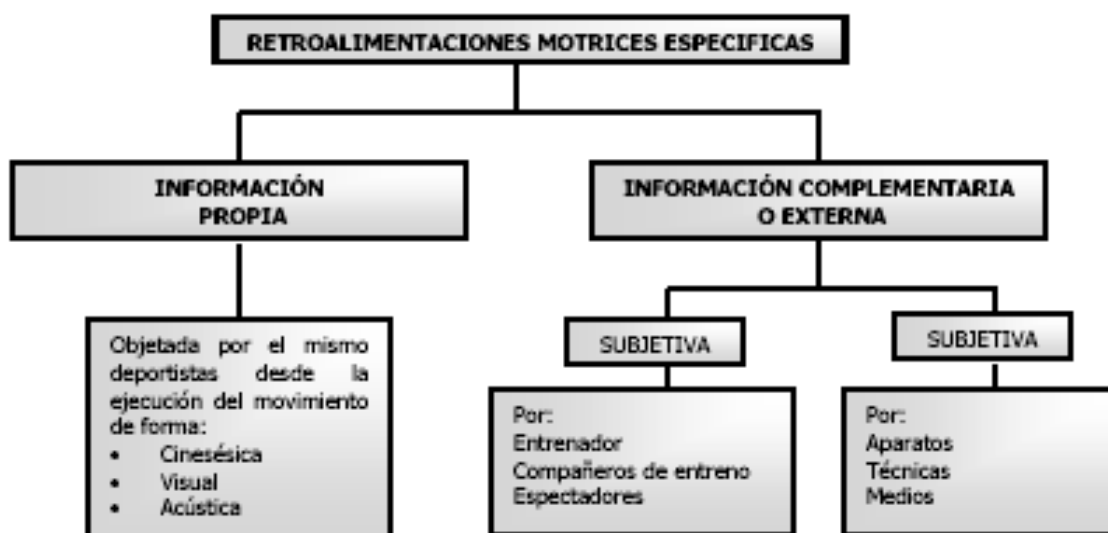 RETROALIMENTACIONES MOTRICES ESPECIFICAS
INFORMACIÓN
PROPIA
INFORMACIÓN COMPLEMENTARIA
O EXTERNA
Objetada por el mismo
deportistas desde la
ejecución del movimiento
de forma:
• Cinesésica
• Visual
• Acústica
SUBJETIVA
Por:
Entrenador
Compañeros de entreno
Espectadores
SUBJETIVA
Por:
Aparatos
Técnicas
Medios